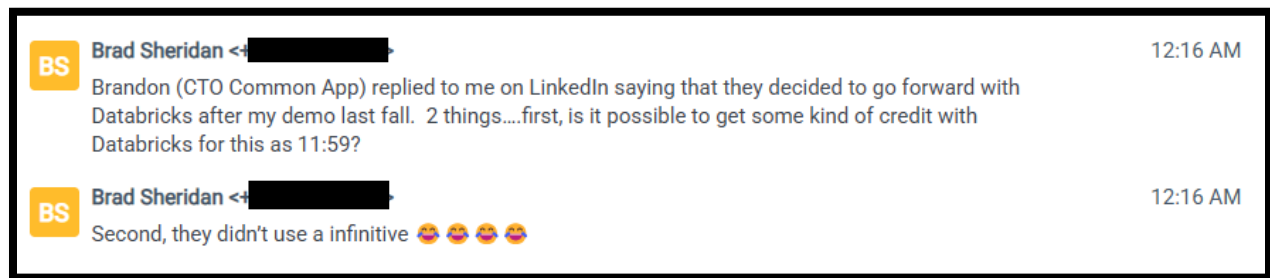 BS
Brad Sheridan <+ > 12:16 AM
Brandon (CTO Common App) replied to me on LinkedIn saying that they decided to go forward with
Databricks after my demo last fall.  2 things....first, is it possible to get some kind of credit with
Databricks for this as 11:59?
BS
Brad Sheridan <+ > 12:16 AM
Second, they didn't use a infinitive 😂 😂 😂 😂